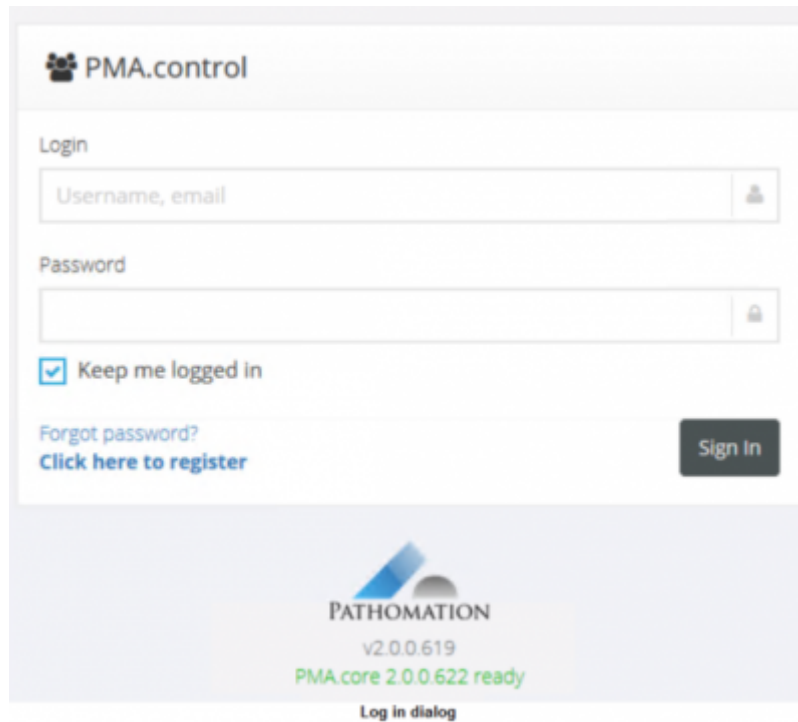 PMA.control
Login
Username, email
Password
Keep me logged in
Forgot password?
Click here to register
Sign In
PATHOMATION
v2.0.0.619
PMA.core 2.0.0.622 ready
Log in dialog